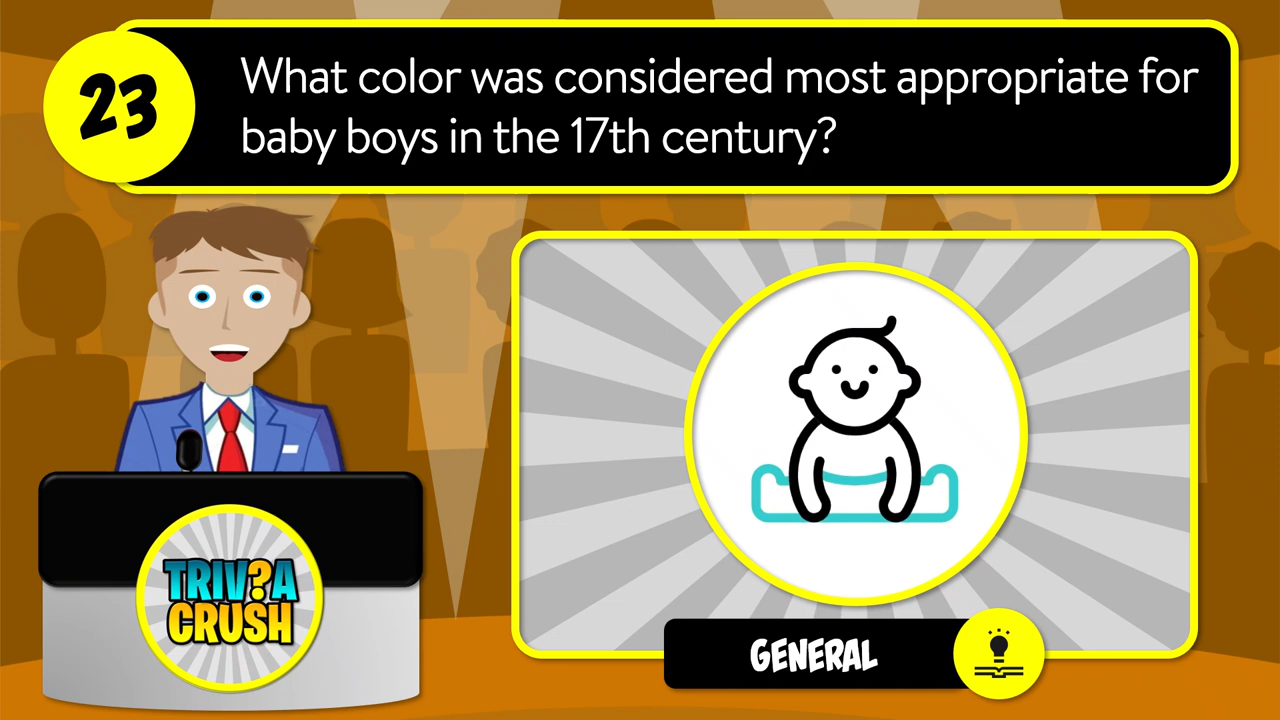 23
What color was considered most appropriate for
baby boys in the 17th century?
TRIV?A
CRUSH
GENERAL